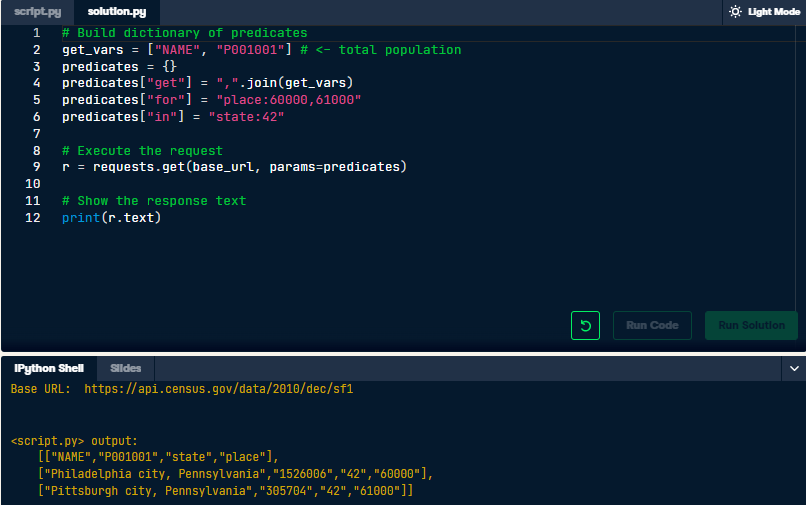 script.py solution.py Light Mode
1 # Build dictionary of predicates
2 get_vars = ["NAME", "P001001"] # <- total population
3 predicates = {}
4 predicates["get"] = ",".join(get_vars)
5 predicates["for"] = "place:60000,61000"
6 predicates["in"] = "state:42"
7
8 # Execute the request
9 r = requests.get(base_url, params=predicates)
10
11 # Show the response text
12 print(r.text)
Run Code Run Solution
IPython Shell Slides
Base URL:  https://api.census.gov/data/2010/dec/sf1
<script.py> output:
[["NAME","P001001","state","place"],
["Philadelphia city, Pennsylvania","1526006","42","60000"],
["Pittsburgh city, Pennsylvania","305704","42","61000"]]